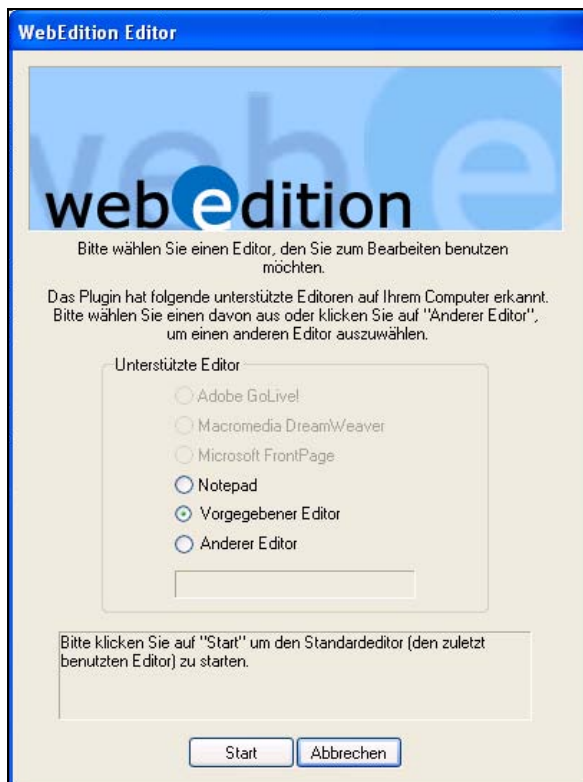 WebEdition Editor
web e
webedition
Bitte wählen Sie einen Editor, den Sie zum Bearbeiten benutzen
möchten.
Das Plugin hat folgende unterstützte Editoren auf Ihrem Computer erkannt.
Bitte wählen Sie einen davon aus oder klicken Sie auf "Anderer Editor",
um einen anderen Editor auszuwählen.
Unterstützte Editor
Adobe GoLive!
Macromedia DreamWeaver
Microsoft FrontPage
Notepad
Vorgegebener Editor
Anderer Editor
Bitte klicken Sie auf "Start" um den Standardeditor (den zuletzt
benutzten Editor) zu starten.
Start
Abbrechen